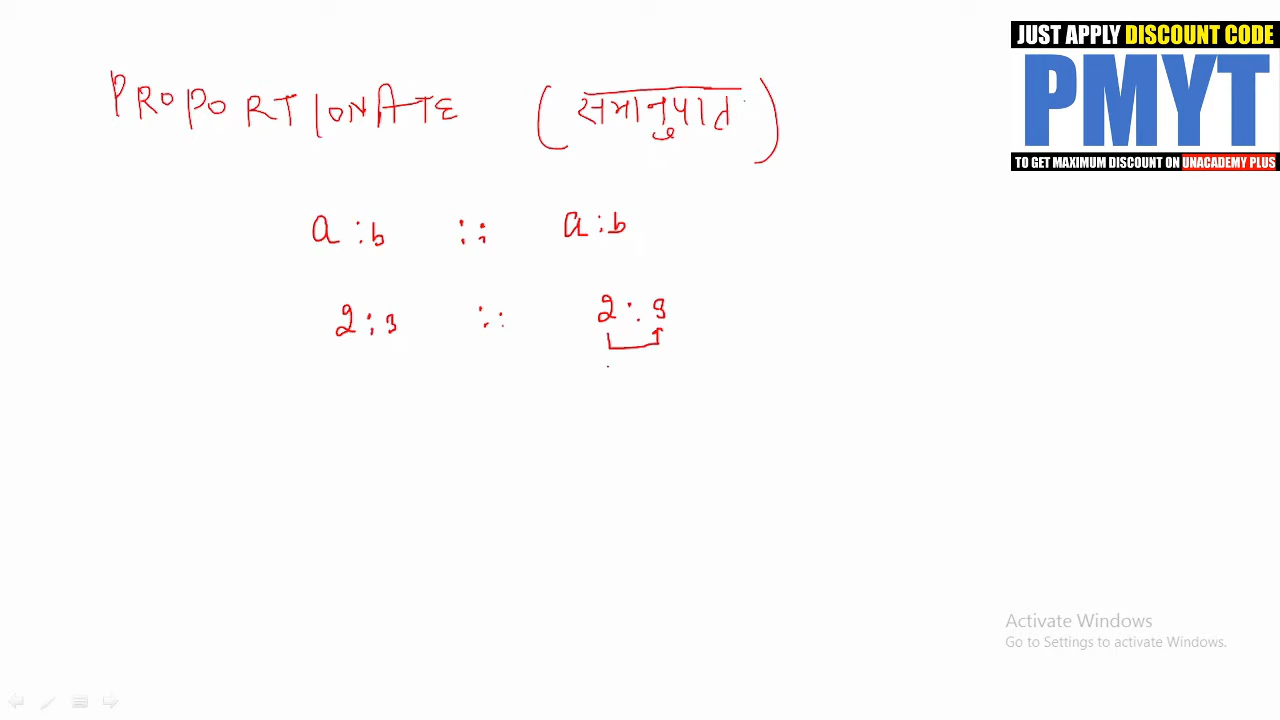 JUST APPLY DISCOUNT CODE
PMYT
TO GET MAXIMUM DISCOUNT ON UNACADEMY PLUS
PROPORTIONATE (समानुपात)
a:b :: a:b
2:3 :: 2:3
Activate Windows
Go to Settings to activate Windows.